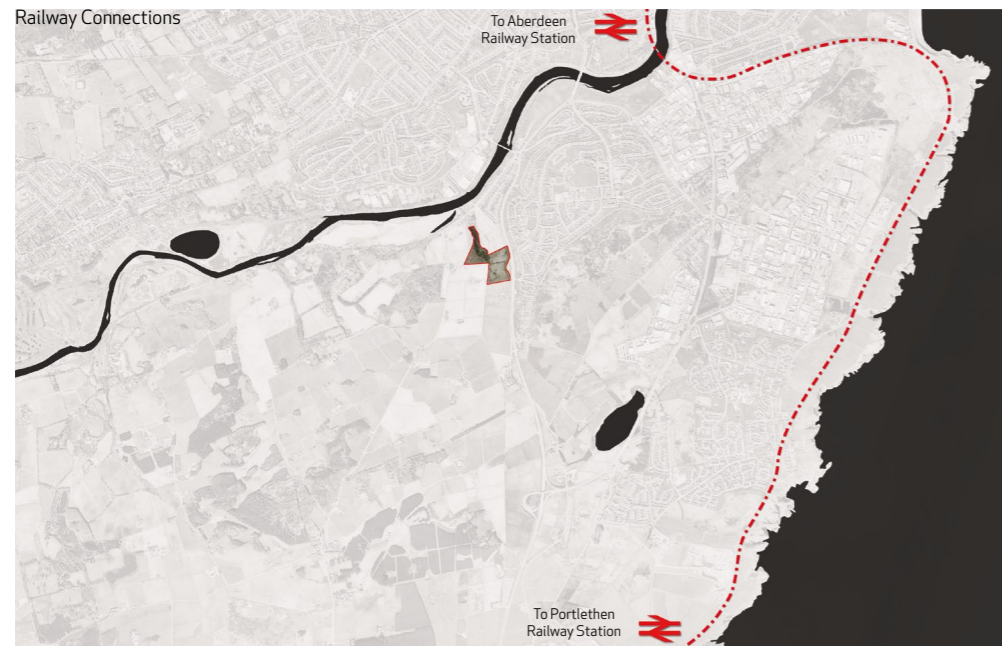 Railway Connections
To Aberdeen
Railway Station
To Portlethen
Railway Station